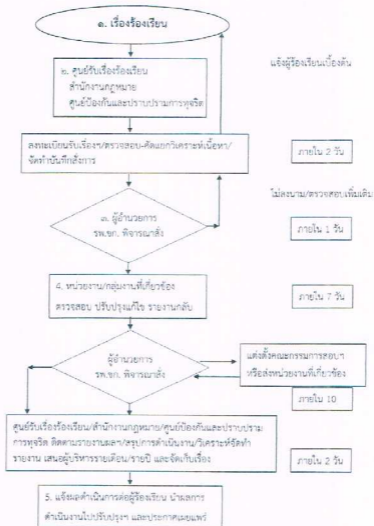 ๑. เรื่องร้องเรียน
แจ้งผู้ร้องเรียนเบื้องต้น
๒. ศูนย์รับเรื่องร้องเรียน
สำนักงานกฎหมาย
ศูนย์ป้องกันและปราบปรามการทุจริต
ลงทะเบียนรับเรื่องฯ/ตรวจสอบ-คัดแยกวิเคราะห์เนื้อหา/
จัดทำบันทึกสั่งการ
ภายใน 2 วัน
ไม่ลงนาม/ตรวจสอบเพิ่มเติม
๓. ผู้อำนวยการ
รพ.ขก. พิจารณาสั่ง
ภายใน 1 วัน
4. หน่วยงาน/กลุ่มงานที่เกี่ยวข้อง
ตรวจสอบ ปรับปรุงแก้ไข รายงานกลับ
ภายใน 7 วัน
ผู้อำนวยการ
รพ.ขก. พิจารณาสั่ง
แต่งตั้งคณะกรรมการสอบฯ
หรือส่งหน่วยงานที่เกี่ยวข้อง
ภายใน 10
ศูนย์รับเรื่องร้องเรียน/สำนักงานกฎหมาย/ศูนย์ป้องกันและปราบปราม
การทุจริต ติดตามรายงานผลฯ/สรุปการดำเนินงาน/วิเคราะห์จัดทำ
รายงาน เสนอผู้บริหารรายเดือน/รายปี และจัดเก็บเรื่อง
ภายใน 2 วัน
5. แจ้งผลดำเนินการต่อผู้ร้องเรียน นำผลการ
ดำเนินงานไปปรับปรุงฯ และประกาศเผยแพร่